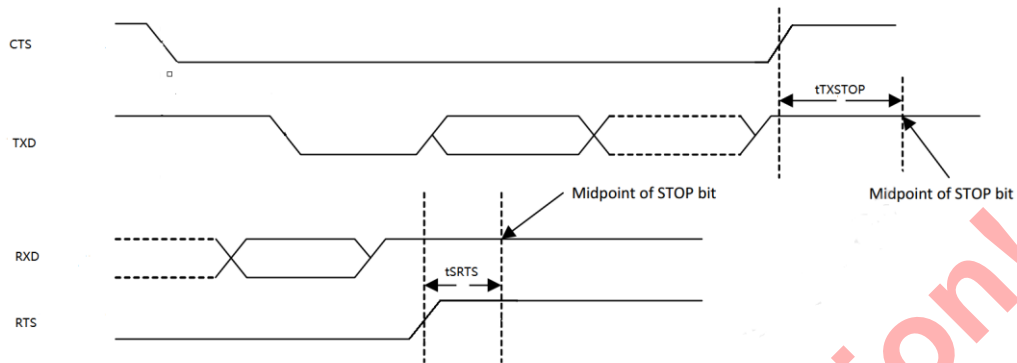 CTS
tTXSTOP
TXD
Midpoint of STOP bit
Midpoint of STOP bit
RXD
tSRTS
RTS